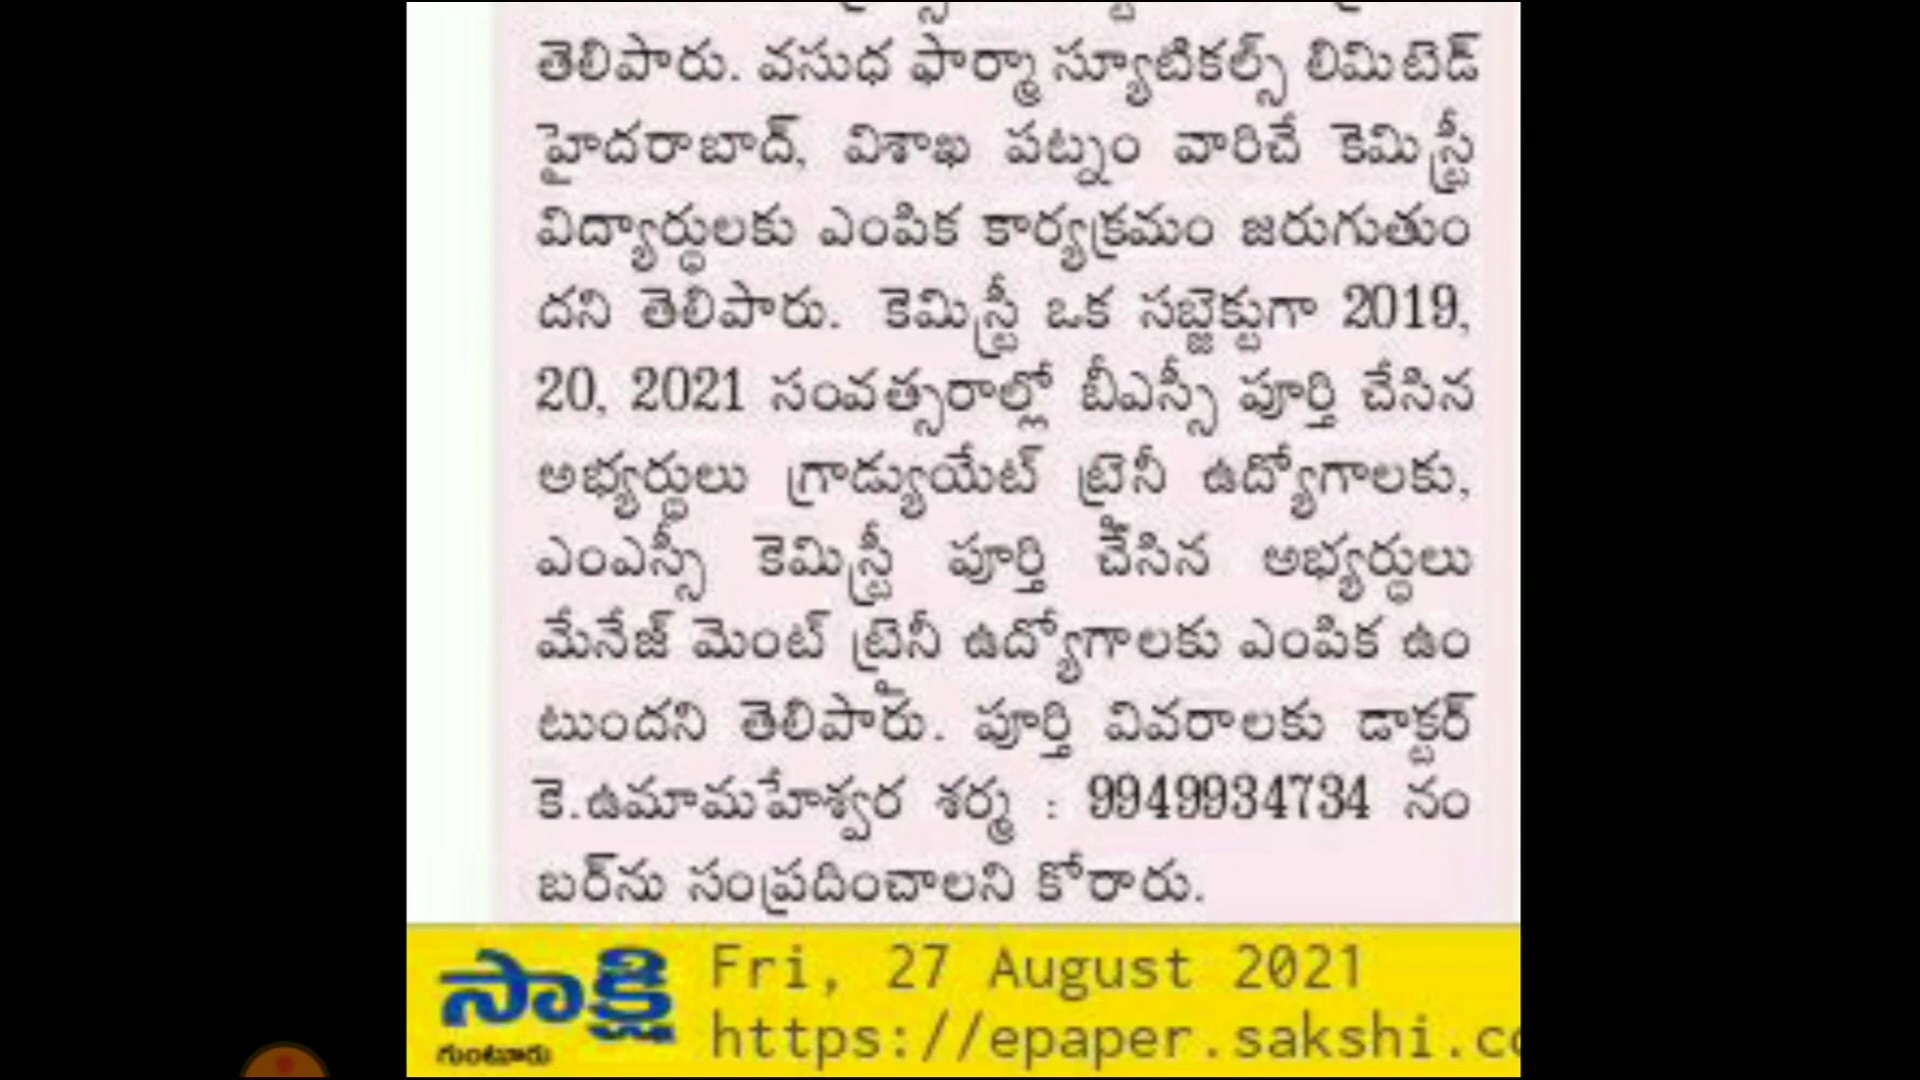 తెలిపారు. వసుధ ఫార్మా స్యూటికల్స్ లిమిటెడ్
హైదరాబాద్, విశాఖ పట్నం వారిచే కెమిస్ట్రీ
విద్యార్థులకు ఎంపిక కార్యక్రమం జరుగుతుం
దని తెలిపారు. కెమిస్ట్రీ ఒక సబ్జెక్టుగా 2019,
20, 2021 సంవత్సరాల్లో బీఎస్సీ పూర్తి చేసిన
అభ్యర్థులు గ్రాడ్యుయేట్ ట్రైనీ ఉద్యోగాలకు,
ఎంఎస్సీ కెమిస్ట్రీ పూర్తి చేసిన అభ్యర్థులు
మేనేజ్ మెంట్ ట్రైనీ ఉద్యోగాలకు ఎంపిక ఉం
టుందని తెలిపారు. పూర్తి వివరాలకు డాక్టర్
కె.ఉమామహేశ్వర శర్మ : 9949934734 నం
బర్‌ను సంప్రదించాలని కోరారు.
సాక్షి
గుంటూరు
Fri, 27 August 2021
https://epaper.sakshi.c